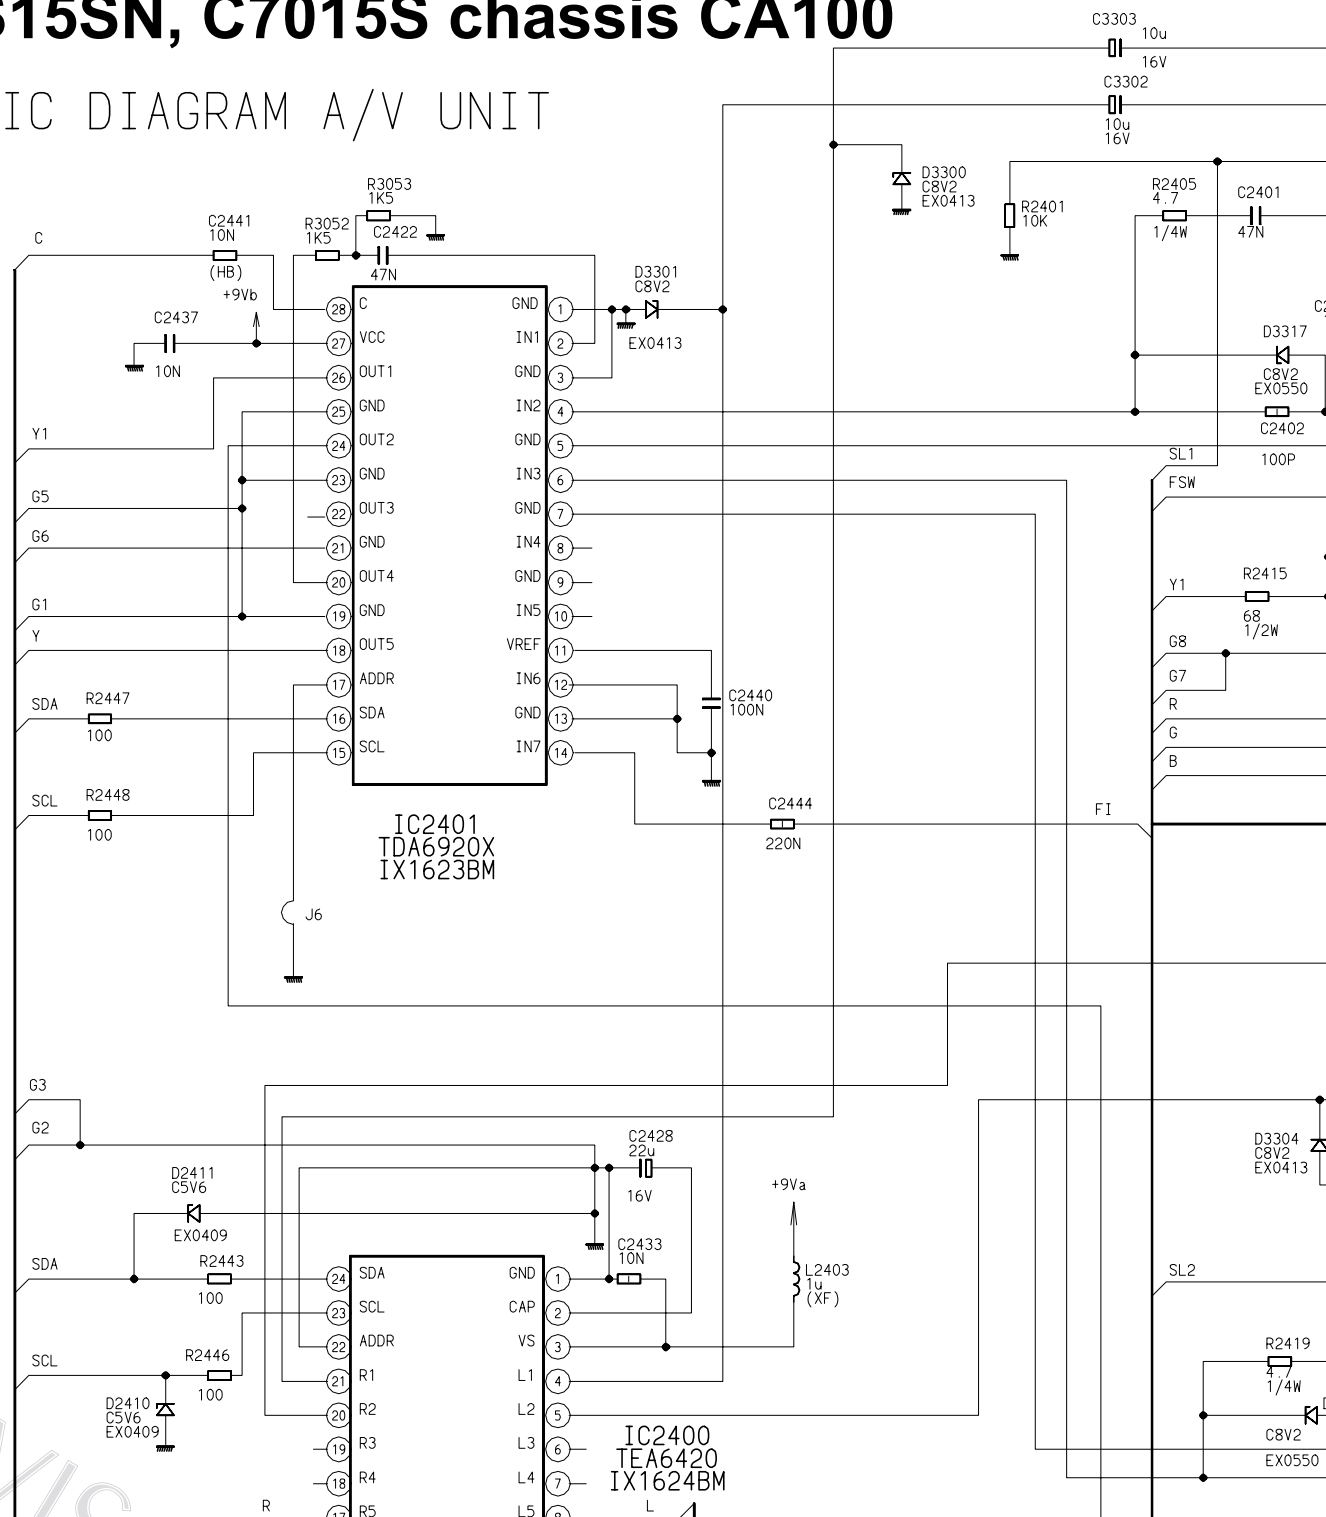 615SN, C7015S chassis CA100
IC DIAGRAM A/V UNIT
C3303
10u
16V
C3302
10u
16V
D3300
C8V2
EX0413
R2401
10K
R2405
4.7
1/4W
C2401
47N
R3053
1K5
R3052
1K5
C2422
47N
C2441
10N
(HB)
C
+9Vb
C2437
10N
D3301
C8V2
EX0413
D3317
C8V2
EX0550
C2402
100P
28 C
27 VCC
26 OUT1
25 GND
24 OUT2
23 GND
22 OUT3
21 GND
20 OUT4
19 GND
18 OUT5
17 ADDR
16 SDA
15 SCL
GND 1
IN1 2
GND 3
IN2 4
GND 5
IN3 6
GND 7
IN4 8
GND 9
IN5 10
VREF 11
IN6 12
GND 13
IN7 14
Y1
G5
G6
G1
Y
SDA
R2447
100
SCL
R2448
100
IC2401
TDA6920X
IX1623BM
J6
C2440
100N
C2444
220N
FI
SL1
FSW
Y1
R2415
68
1/2W
G8
G7
R
G
B
G3
G2
D2411
C5V6
EX0409
SDA
R2443
100
SCL
R2446
100
D2410
C5V6
EX0409
C2428
22u
16V
C2433
10N
+9Va
L2403
1u
(XF)
24 SDA
23 SCL
22 ADDR
21 R1
20 R2
19 R3
18 R4
17 R5
GND 1
CAP 2
VS 3
L1 4
L2 5
L3 6
L4 7
L5 8
IC2400
TEA6420
IX1624BM
R
L
D3304
C8V2
EX0413
SL2
R2419
4.7
1/4W
C8V2
EX0550